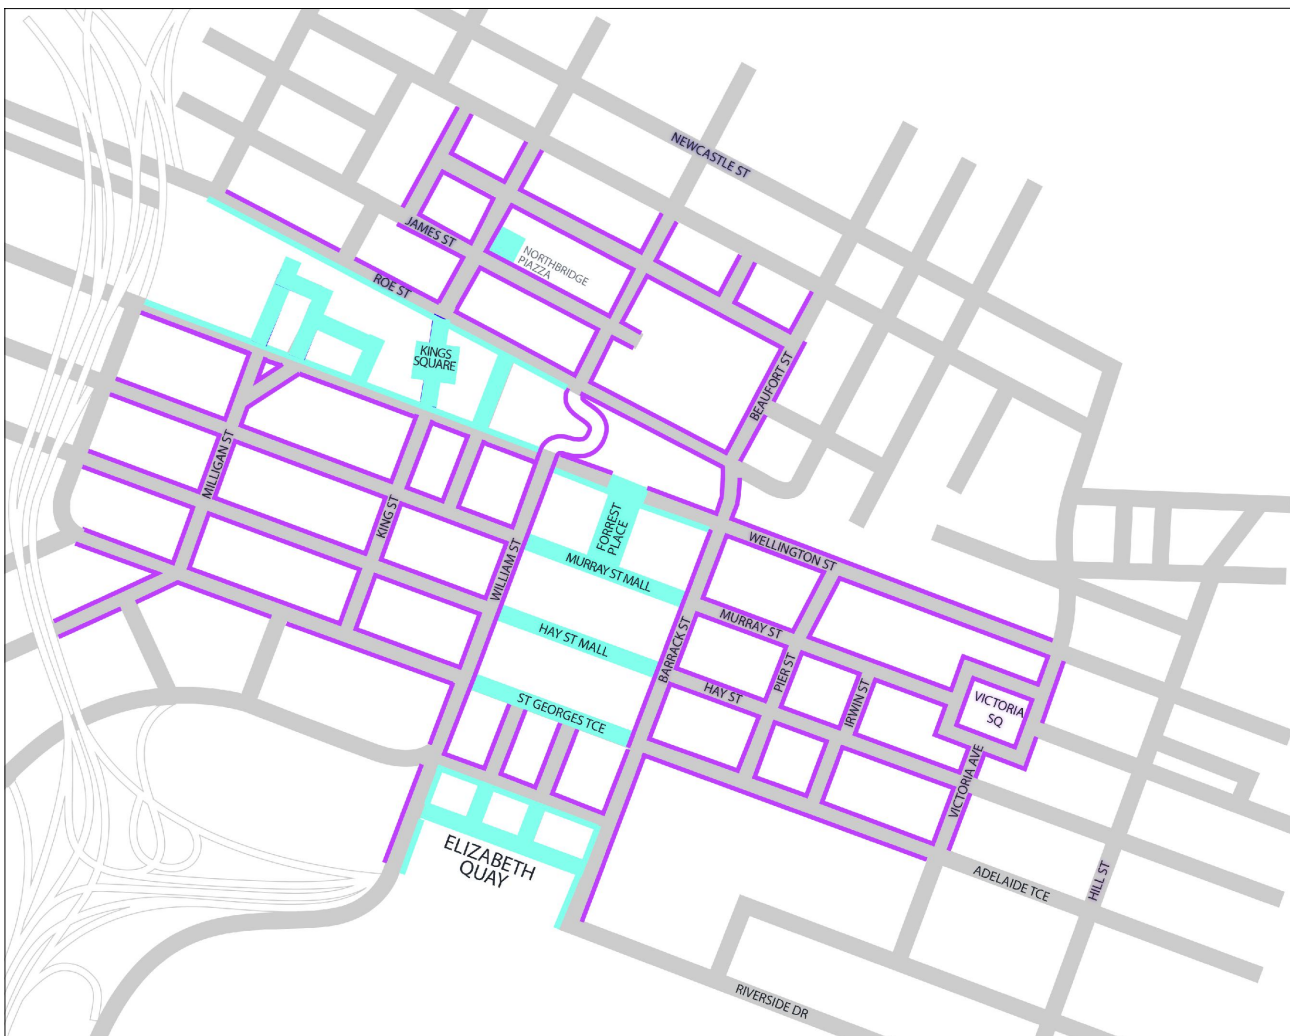 NEWCASTLE ST
JAMES ST
NORTHBRIDGE
PIAZZA
ROE ST
KINGS
SQUARE
BEAUFORT ST
MILLIGAN ST
KING ST
WILLIAM ST
FORREST
PLACE
WELLINGTON ST
MURRAY ST MALL
MURRAY ST
HAY ST MALL
BARRACK ST
PIER ST
HAY ST
IRWIN ST
VICTORIA
SQ
ST GEORGES TCE
VICTORIA AVE
ELIZABETH
QUAY
ADELAIDE TCE
HILL ST
RIVERSIDE DR